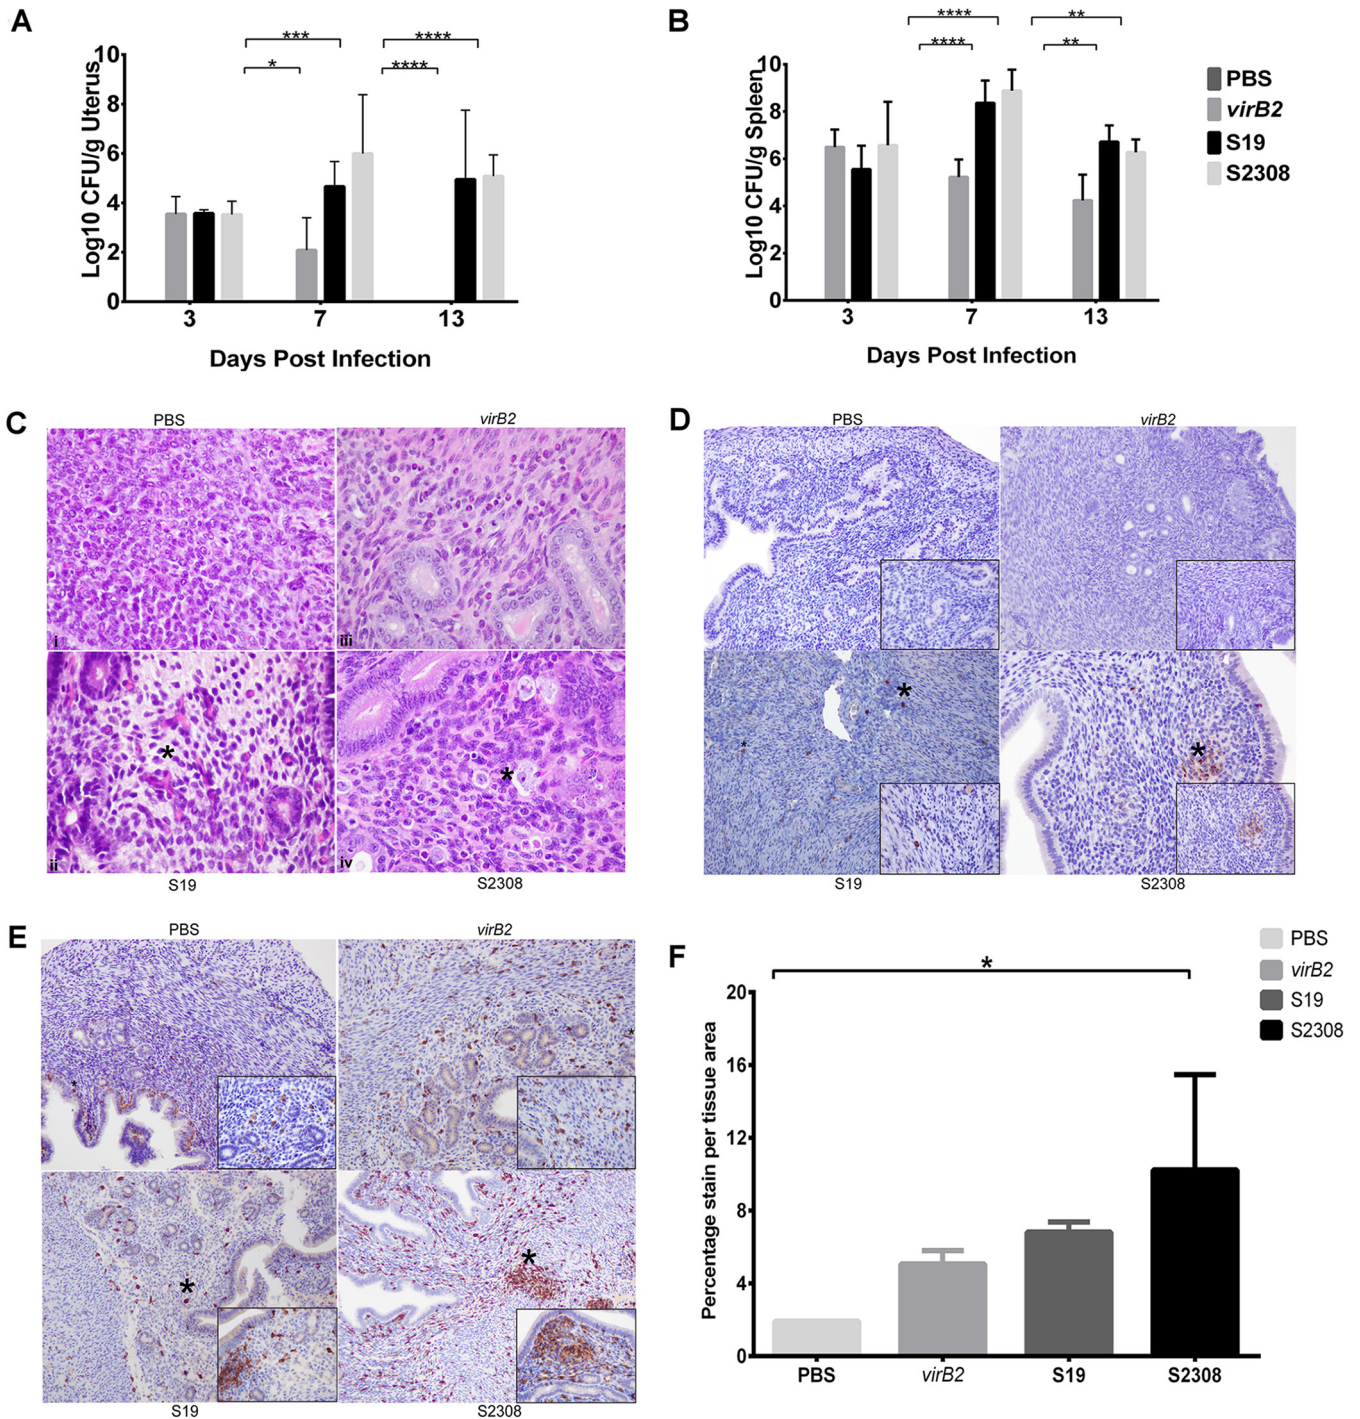 A
***
****
*
****
10
8
6
4
2
0
Log10 CFU/g Uterus
3 7 13
Days Post Infection
B
****
**
****
**
10
8
6
4
2
0
Log10 CFU/g Spleen
3 7 13
Days Post Infection
PBS
virB2
S19
S2308
C
PBS virB2
i iii
* *
ii iv
S19 S2308
D
PBS virB2
* *
*
S19 S2308
E
PBS virB2
* *
* *
S19 S2308
F
PBS
virB2
S19
S2308
*
20
16
12
8
4
0
Percentage stain per tissue area
PBS virB2 S19 S2308